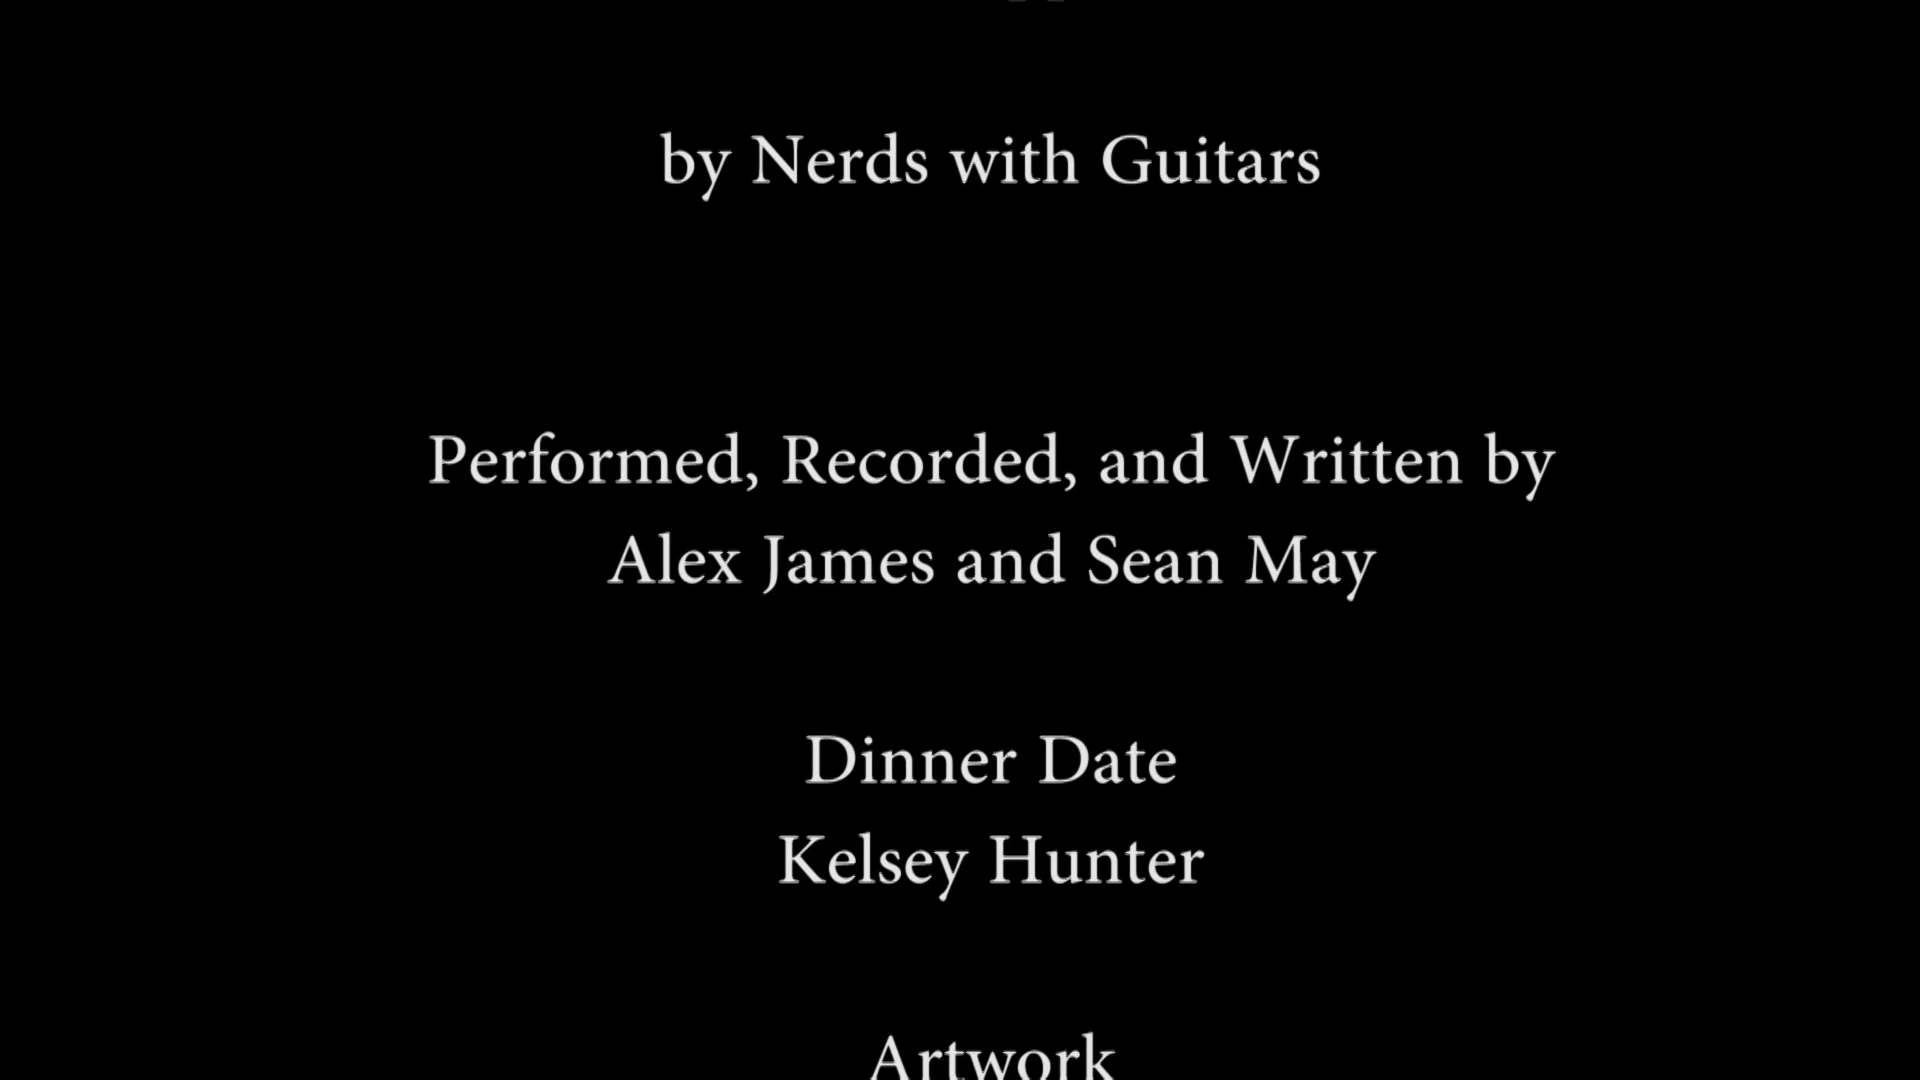 by Nerds with Guitars
Performed, Recorded, and Written by
Alex James and Sean May
Dinner Date
Kelsey Hunter
Artwork